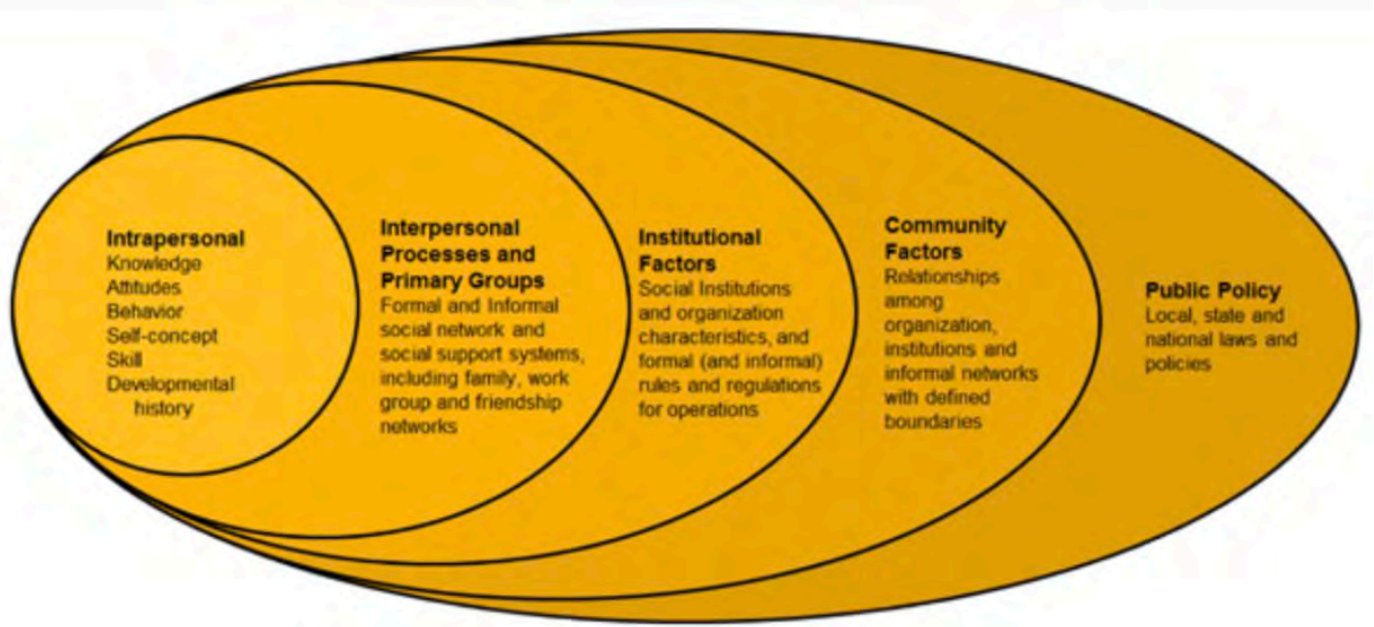 Intrapersonal
Knowledge
Attitudes
Behavior
Self-concept
Skill
Developmental
history
Interpersonal
Processes and
Primary Groups
Formal and Informal
social network and
social support systems,
including family, work
group and friendship
networks
Institutional
Factors
Social Institutions
and organization
characteristics, and
formal (and informal)
rules and regulations
for operations
Community
Factors
Relationships
among
organization,
institutions and
informal networks
with defined
boundaries
Public Policy
Local, state and
national laws and
policies